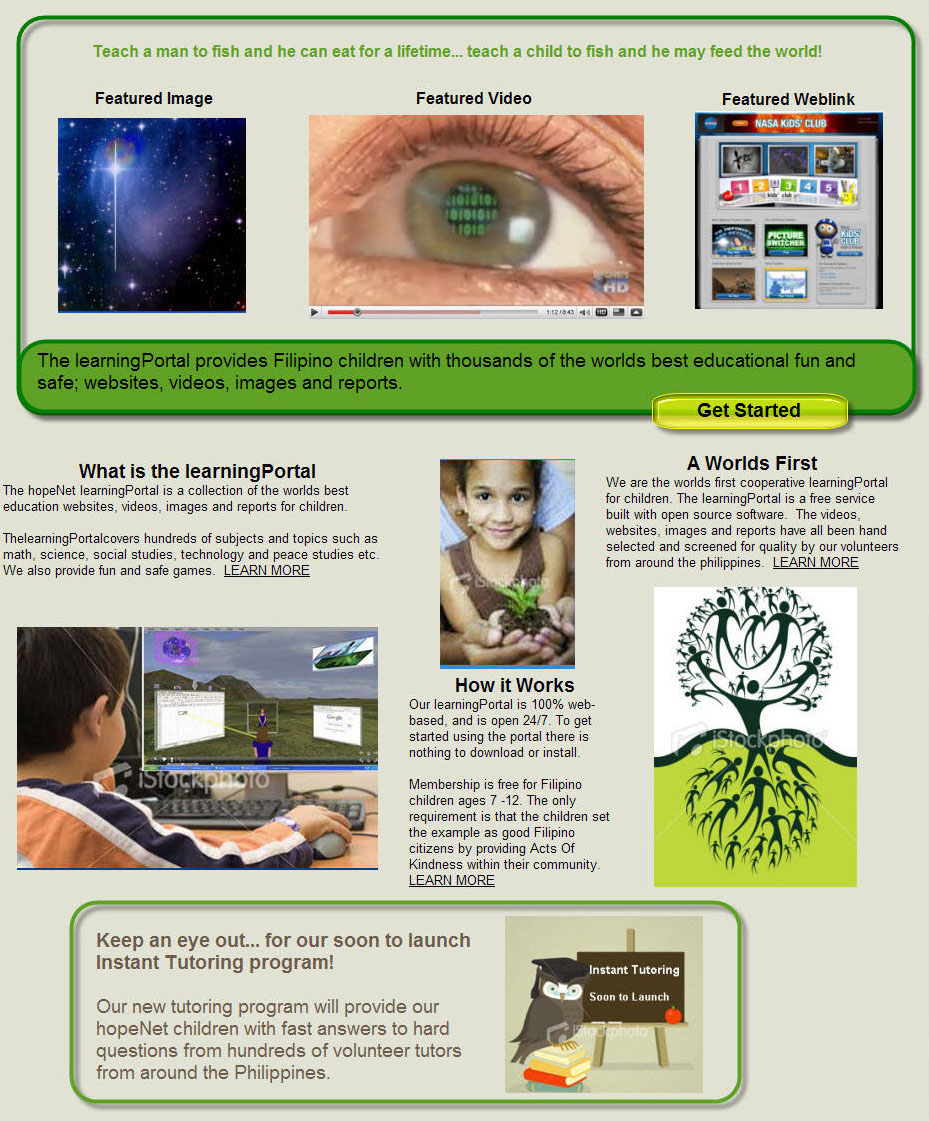 Teach a man to fish and he can eat for a lifetime... teach a child to fish and he may feed the world!
Featured Image
Featured Video
Featured Weblink
NASA KiDS' CLUB
1 2 3 4 5
kids' club
PICTURE
SWITCHER
KiDS'
CLUB
10101
10101011
01010101
110101
HD
1:12 / 8:43
HD
The learningPortal provides Filipino children with thousands of the worlds best educational fun and
safe; websites, videos, images and reports.
Get Started
What is the learningPortal
The hopeNet learningPortal is a collection of the worlds best
education websites, videos, images and reports for children.
ThelearningPortalcovers hundreds of subjects and topics such as
math, science, social studies, technology and peace studies etc.
We also provide fun and safe games. LEARN MORE
iStockphoto
Google
iStockphoto
How it Works
Our learningPortal is 100% web-
based, and is open 24/7. To get
started using the portal there is
nothing to download or install.
Membership is free for Filipino
children ages 7 -12. The only
requirement is that the children set
the example as good Filipino
citizens by providing Acts Of
Kindness within their community.
LEARN MORE
A Worlds First
We are the worlds first cooperative learningPortal
for children. The learningPortal is a free service
built with open source software. The videos,
websites, images and reports have all been hand
selected and screened for quality by our volunteers
from around the philippines. LEARN MORE
iStockphoto
Keep an eye out... for our soon to launch
Instant Tutoring program!
Our new tutoring program will provide our
hopeNet children with fast answers to hard
questions from hundreds of volunteer tutors
from around the Philippines.
Instant Tutoring
Soon to Launch
iStockphoto